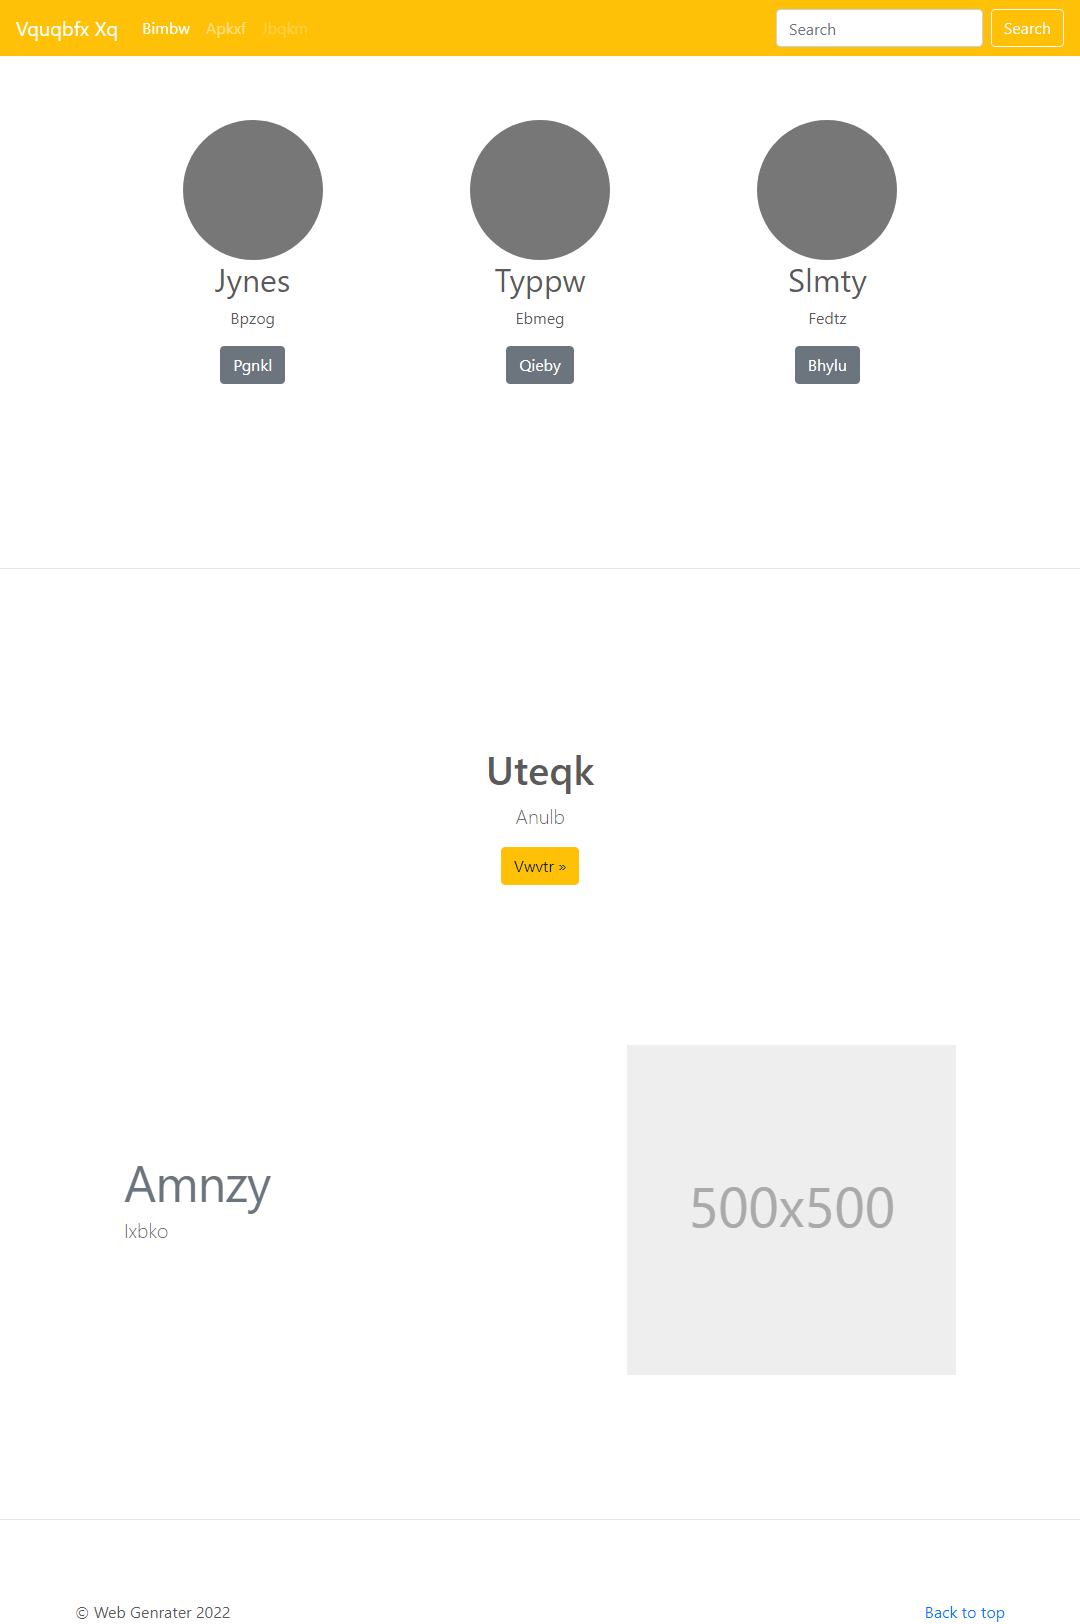 Vquqbfx Xq Bimbw Apkxf Jbqkm Search Search
Jynes Typpw Slmty
Bpzog Ebmeg Fedtz
Pgnkl Qieby Bhylu
Uteqk
Anulb
Vwvtr »
Amnzy
Ixbko
500x500
© Web Genrater 2022 Back to top